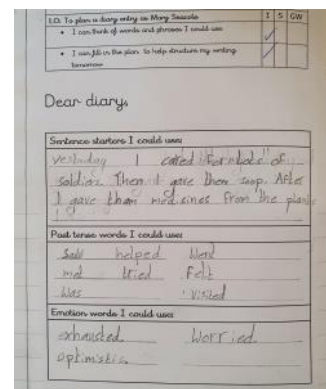 L.O. To plan a diary entry as Mary Seacole I S GW
• I can think of words and phrases I could use
• I can fill in the plan to help structure my writing
tomorrow
Dear diary,
Sentence starters I could use:
yesterday I cared for lots of
soldiers. Then I gave them soup. After
I gave them medicines from the plants
Past tense words I could use:
Saw helped Went
met tried Felt
Was visited
Emotion words I could use:
exhausted Worried
optimistic